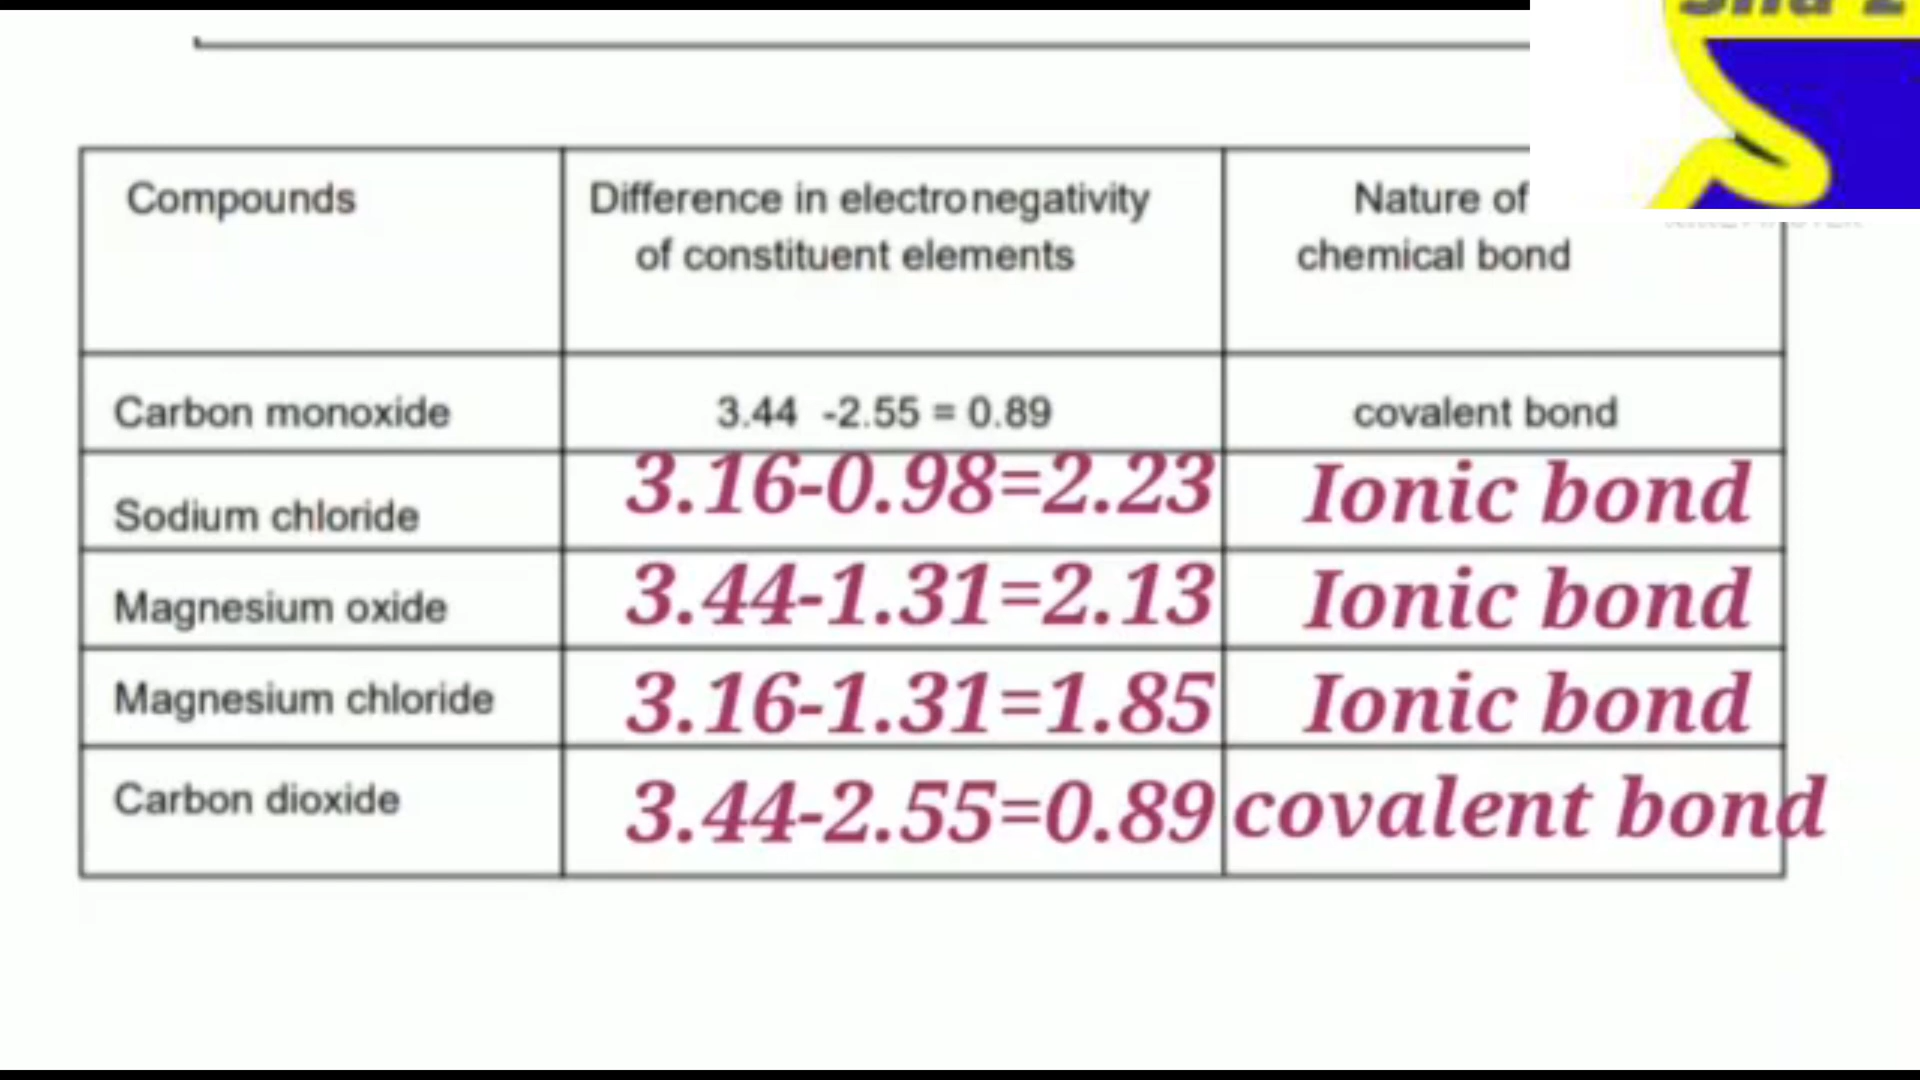 Compounds
Difference in electronegativity
of constituent elements
Nature of
chemical bond
Carbon monoxide
3.44 -2.55 = 0.89
covalent bond
Sodium chloride
3.16-0.98=2.23
Ionic bond
Magnesium oxide
3.44-1.31=2.13
Ionic bond
Magnesium chloride
3.16-1.31=1.85
Ionic bond
Carbon dioxide
3.44-2.55=0.89
covalent bond